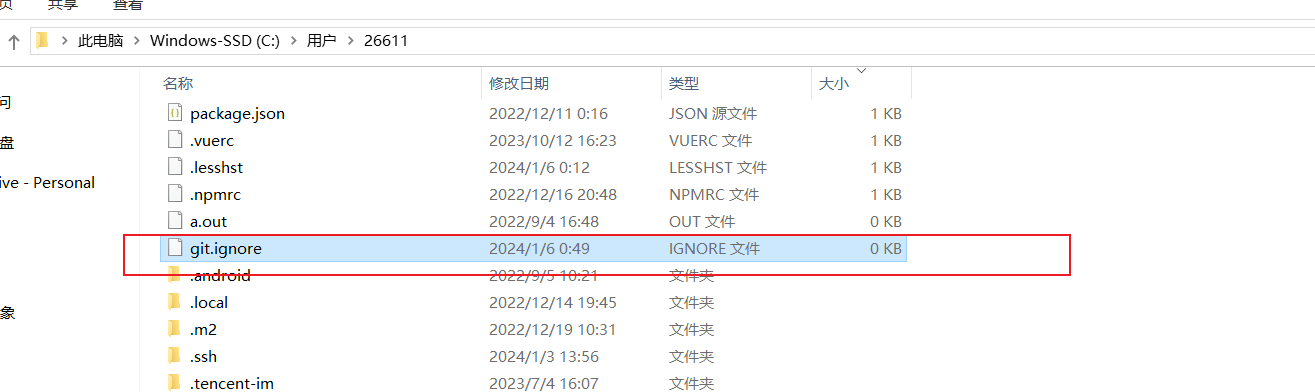 页 共享 查看
此电脑 Windows-SSD (C:) 用户 26611
名称 修改日期 类型 大小
问
package.json 2022/12/11 0:16 JSON 源文件 1 KB
盘
.vuerc 2023/10/12 16:23 VUERC 文件 1 KB
.lesshst 2024/1/6 0:12 LESSHST 文件 1 KB
ive - Personal
.npmrc 2022/12/16 20:48 NPMRC 文件 1 KB
a.out 2022/9/4 16:48 OUT 文件 0 KB
git.ignore 2024/1/6 0:49 IGNORE 文件 0 KB
.android 2022/9/5 10:21 文件夹
.local 2022/12/14 19:45 文件夹
象
.m2 2022/12/19 10:31 文件夹
.ssh 2024/1/3 13:56 文件夹
.tencent-im 2023/7/4 16:07 文件夹